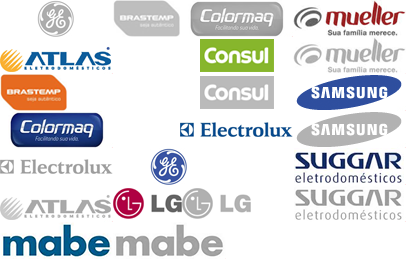 GE
BRASTEMP
seja autêntico
Colormaq
Facilitando sua vida.
mueller
Sua família merece.
ATLAS
ELETRODOMÉSTICOS
Consul
mueller
Sua família merece.
BRASTEMP
seja autêntico
Consul
SAMSUNG
Colormaq
Facilitando sua vida.
Electrolux
SAMSUNG
Electrolux
GE
SUGGAR
eletrodomésticos
ATLAS
ELETRODOMÉSTICOS
LG
LG
SUGGAR
eletrodomésticos
mabe
mabe